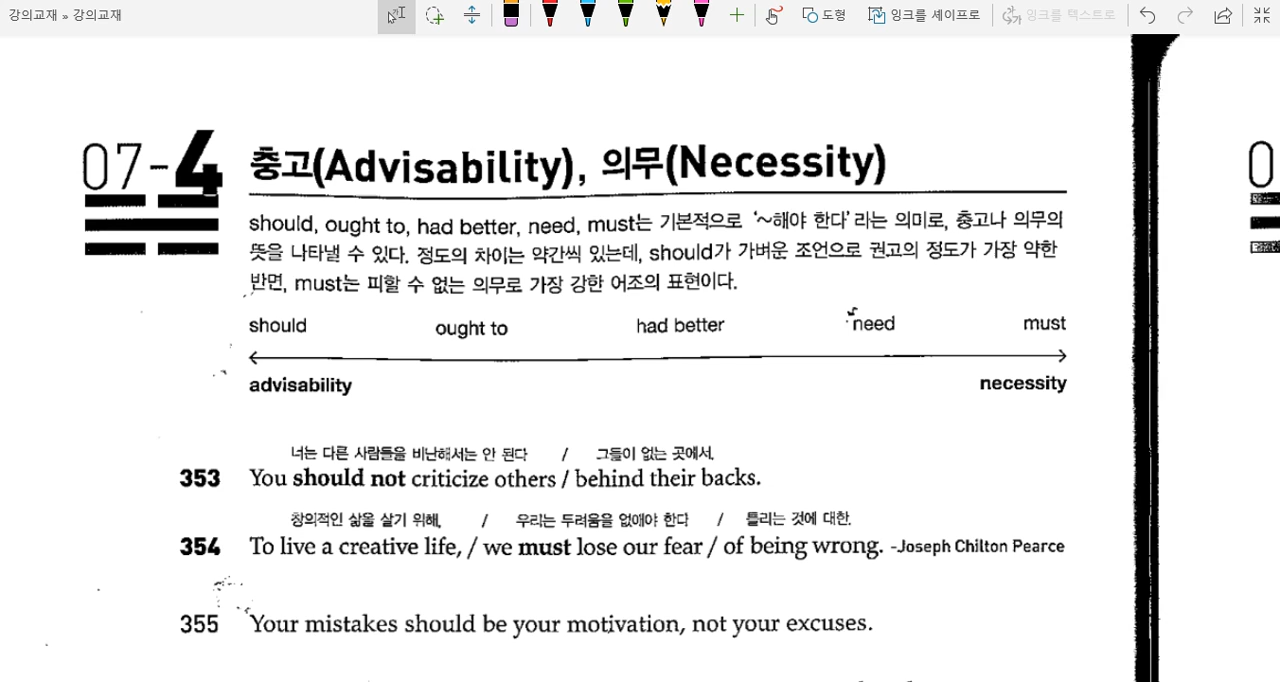 강의교재 » 강의교재
도형
잉크를 셰이프로
잉크를 텍스트로
07-4 충고(Advisability), 의무(Necessity)
should, ought to, had better, need, must는 기본적으로 '~해야 한다'라는 의미로, 충고나 의무의
뜻을 나타낼 수 있다. 정도의 차이는 약간씩 있는데, should가 가벼운 조언으로 권고의 정도가 가장 약한
반면, must는 피할 수 없는 의무로 가장 강한 어조의 표현이다.
should ought to had better need must
advisability necessity
너는 다른 사람들을 비난해서는 안 된다 / 그들이 없는 곳에서.
353 You should not criticize others / behind their backs.
창의적인 삶을 살기 위해, / 우리는 두려움을 없애야 한다 / 틀리는 것에 대한.
354 To live a creative life, / we must lose our fear / of being wrong. -Joseph Chilton Pearce
355 Your mistakes should be your motivation, not your excuses.